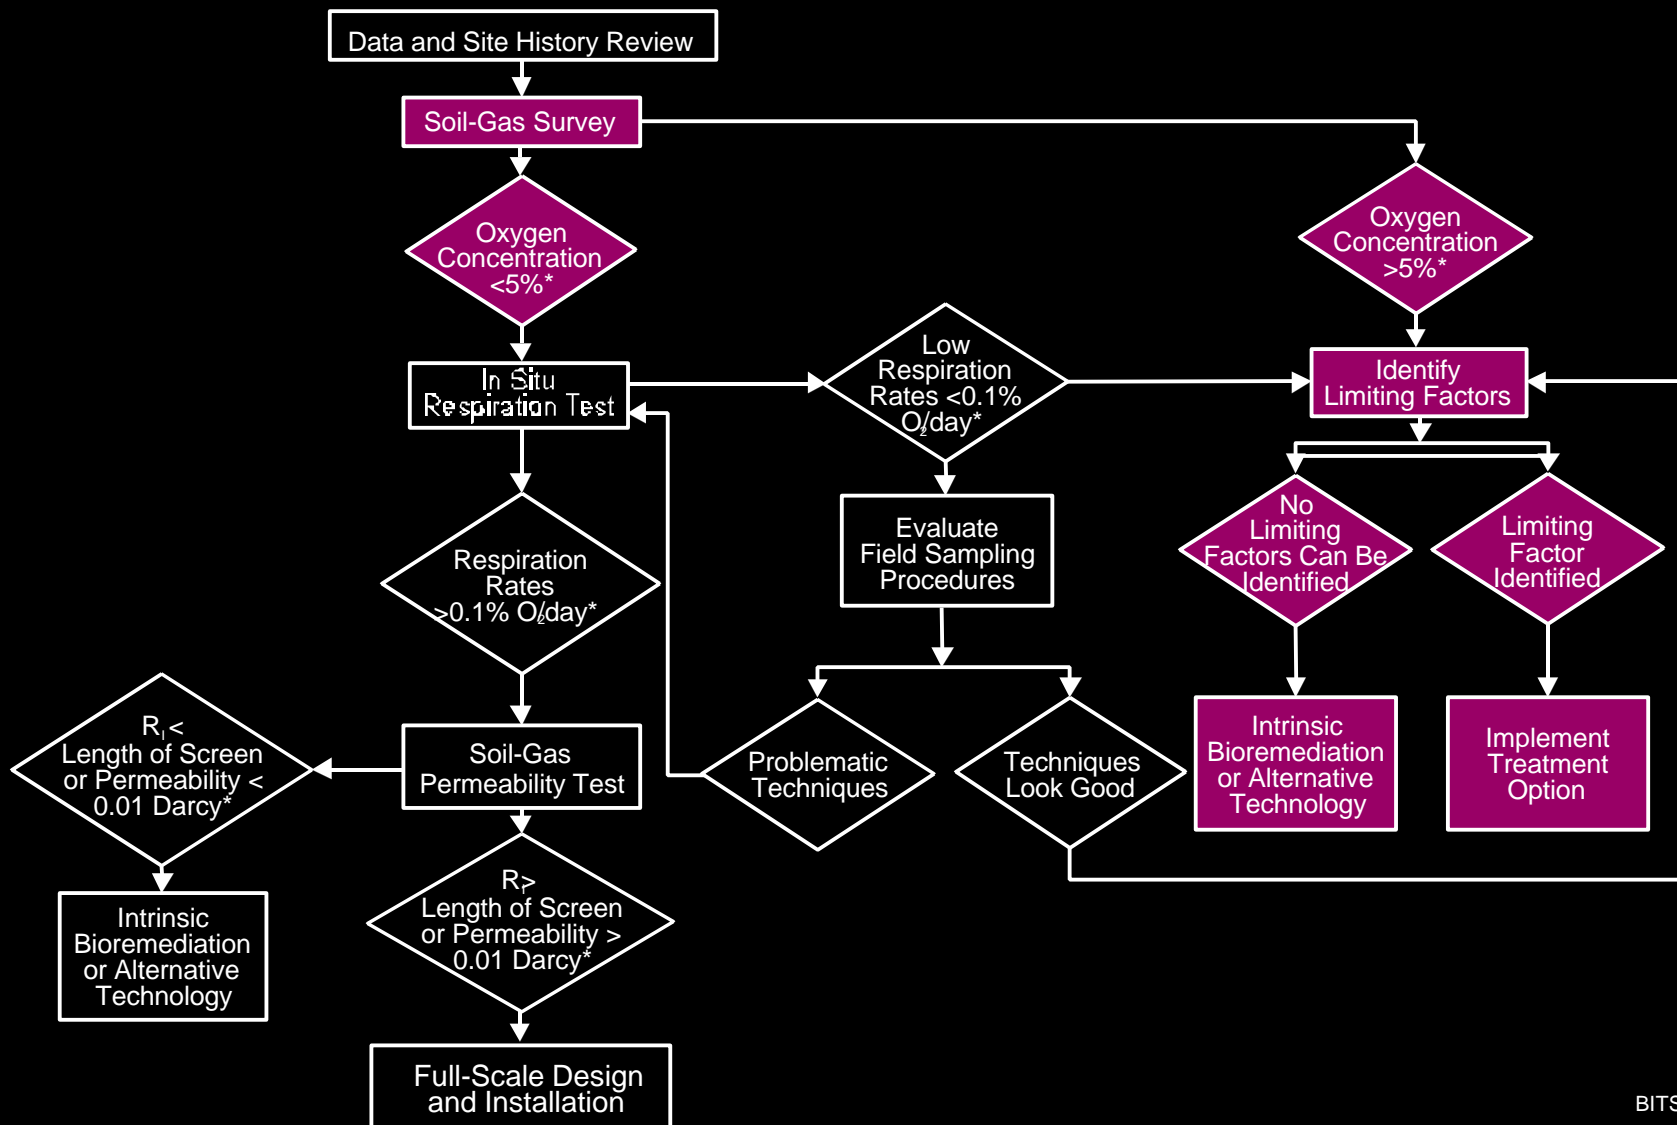 Data and Site History Review
Soil-Gas Survey
Oxygen
Concentration
<5%*
Oxygen
Concentration
>5%*
In Situ
Respiration Test
Low
Respiration
Rates <0.1%
O₂/day*
Identify
Limiting Factors
Respiration
Rates
>0.1% O₂/day*
Evaluate
Field Sampling
Procedures
No
Limiting
Factors Can Be
Identified
Limiting
Factor
Identified
R_I <
Length of Screen
or Permeability <
0.01 Darcy*
Soil-Gas
Permeability Test
Problematic
Techniques
Techniques
Look Good
Intrinsic
Bioremediation
or Alternative
Technology
Implement
Treatment
Option
Intrinsic
Bioremediation
or Alternative
Technology
R_I >
Length of Screen
or Permeability >
0.01 Darcy*
Full-Scale Design
and Installation
BITS